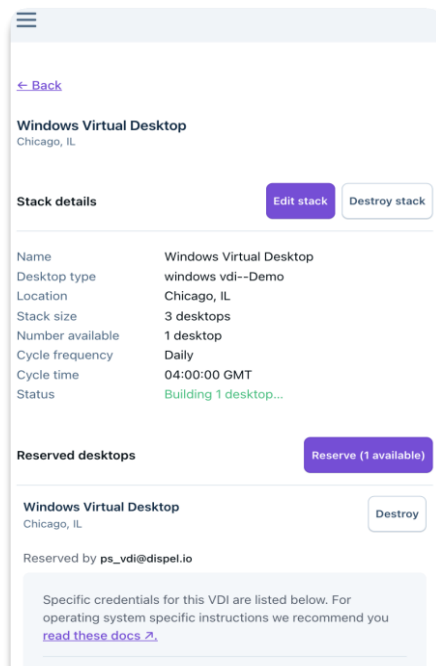 ← Back
Windows Virtual Desktop
Chicago, IL
Stack details
Edit stack
Destroy stack
Name Windows Virtual Desktop
Desktop type windows vdi--Demo
Location Chicago, IL
Stack size 3 desktops
Number available 1 desktop
Cycle frequency Daily
Cycle time 04:00:00 GMT
Status Building 1 desktop...
Reserved desktops
Reserve (1 available)
Windows Virtual Desktop
Chicago, IL
Destroy
Reserved by ps_vdi@dispel.io
Specific credentials for this VDI are listed below. For
operating system specific instructions we recommend you
read these docs ↗.